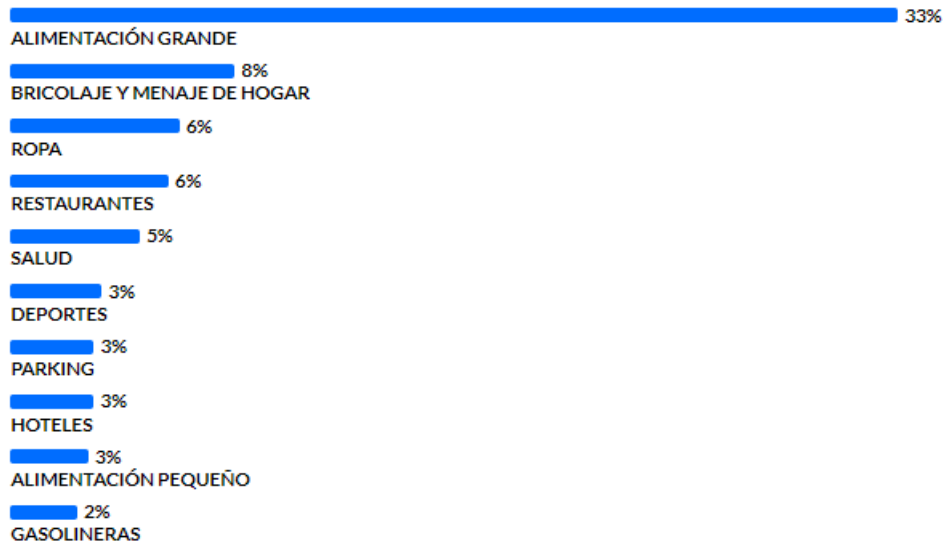 33%
ALIMENTACIÓN GRANDE
8%
BRICOLAJE Y MENAJE DE HOGAR
6%
ROPA
6%
RESTAURANTES
5%
SALUD
3%
DEPORTES
3%
PARKING
3%
HOTELES
3%
ALIMENTACIÓN PEQUEÑO
2%
GASOLINERAS